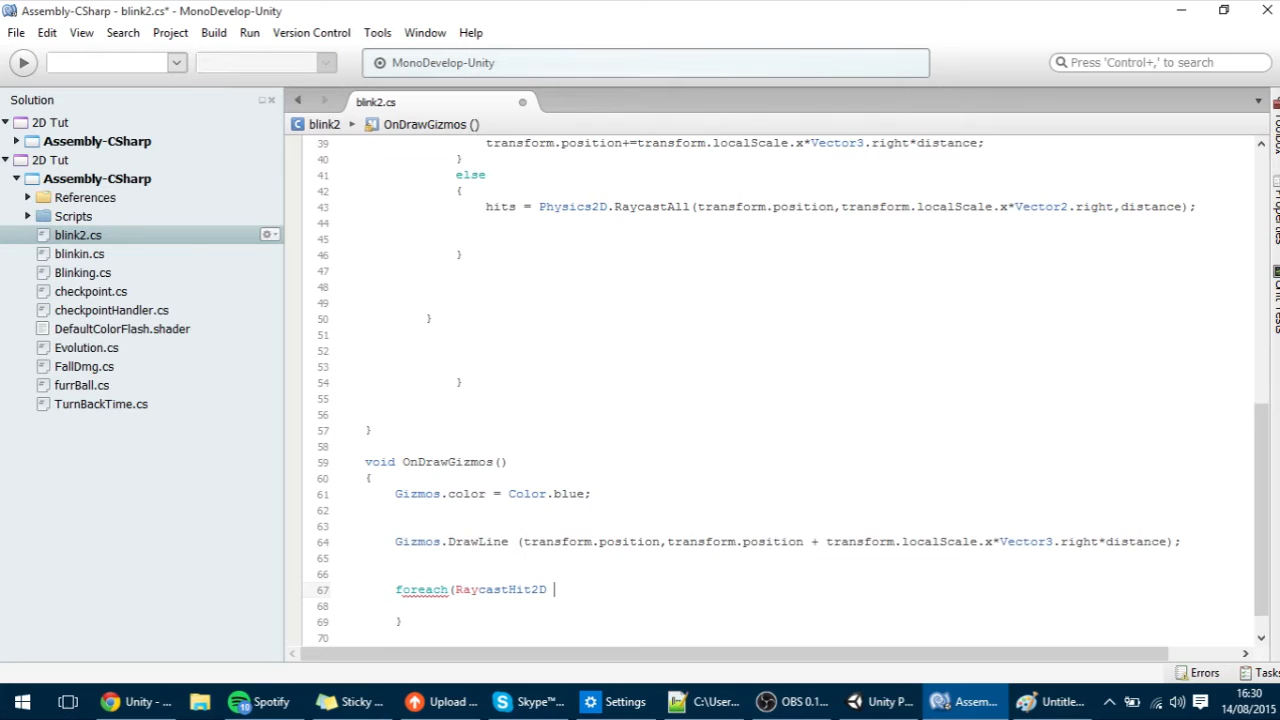 Assembly-CSharp - blink2.cs* - MonoDevelop-Unity
File Edit View Search Project Build Run Version Control Tools Window Help
MonoDevelop-Unity
Press 'Control+,' to search
Solution
2D Tut
Assembly-CSharp
2D Tut
Assembly-CSharp
References
Scripts
blink2.cs
blinkin.cs
Blinking.cs
checkpoint.cs
checkpointHandler.cs
DefaultColorFlash.shader
Evolution.cs
FallDmg.cs
furrBall.cs
TurnBackTime.cs
blink2.cs
blink2 OnDrawGizmos ()
39 transform.position+=transform.localScale.x*Vector3.right*distance;
40 }
41 else
42 {
43 hits = Physics2D.RaycastAll(transform.position,transform.localScale.x*Vector2.right,distance);
44
45
46 }
47
48
49
50 }
51
52
53
54 }
55
56
57 }
58
59 void OnDrawGizmos()
60 {
61 Gizmos.color = Color.blue;
62
63
64 Gizmos.DrawLine (transform.position,transform.position + transform.localScale.x*Vector3.right*distance);
65
66
67 foreach(RaycastHit2D
68
69 }
70
Errors Tasks
Unity - ... Spotify Sticky ... Upload ... Skype™... Settings C:\User... OBS 0.1... Unity P... Assem... Untitle...
16:30
14/08/2015